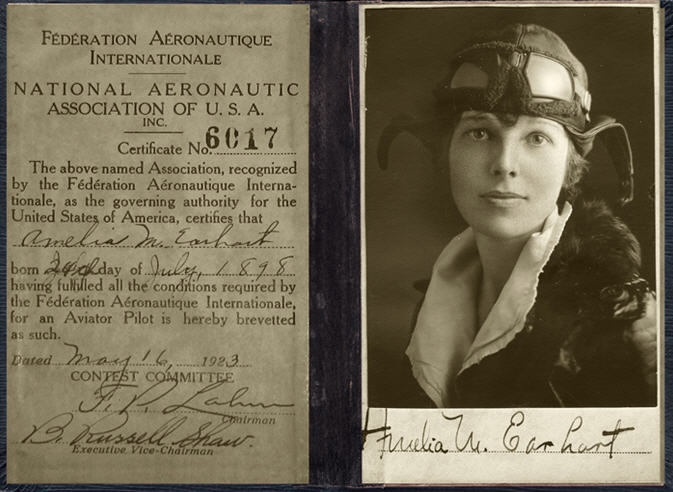 FÉDÉRATION AÉRONAUTIQUE
INTERNATIONALE
NATIONAL AERONAUTIC
ASSOCIATION OF U. S. A.
INC.
Certificate No. 6017
The above named Association, recognized
by the Fédération Aéronautique Interna-
tionale, as the governing authority for the
United States of America, certifies that
Amelia M. Earhart
born 24th day of July, 1898
having fulfilled all the conditions required by
the Fédération Aéronautique Internationale,
for an Aviator Pilot is hereby brevetted
as such.
Dated May 16, 1923
CONTEST COMMITTEE
F. P. Lahm
Chairman
B. Russell Shaw.
Executive Vice-Chairman
Amelia M. Earhart